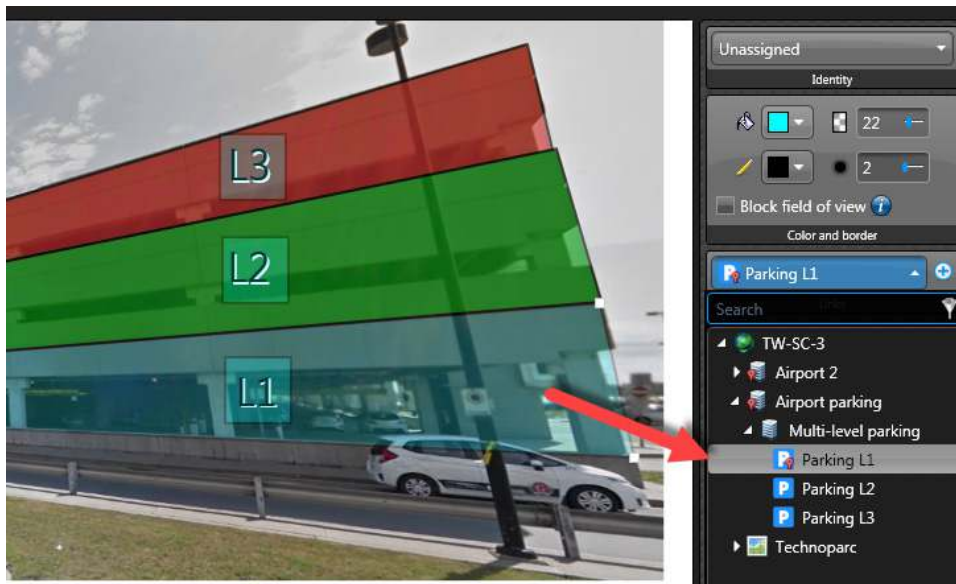 Unassigned
Identity
22
2
Block field of view
Color and border
Parking L1
Search
TW-SC-3
Airport 2
Airport parking
Multi-level parking
Parking L1
Parking L2
Parking L3
Technoparc
L3
L2
L1